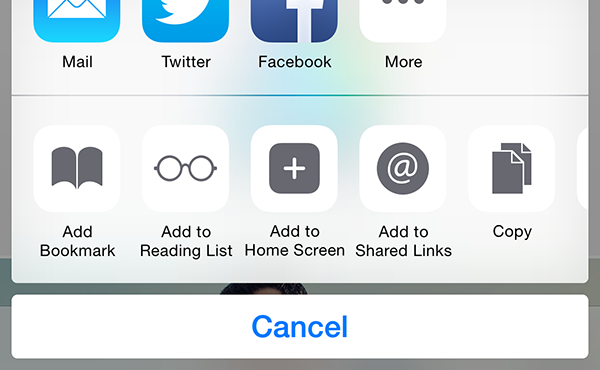 Mail Twitter Facebook More
Add Add to Add to Add to Copy
Bookmark Reading List Home Screen Shared Links
Cancel